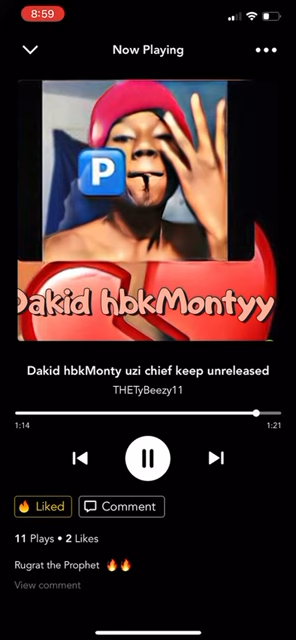 8:59
Now Playing
P
Dakid hbkMontyy
Dakid hbkMonty uzi chief keep unreleased
THETyBeezy11
1:14
1:21
Liked
Comment
11 Plays • 2 Likes
Rugrat the Prophet 🔥🔥
View comment